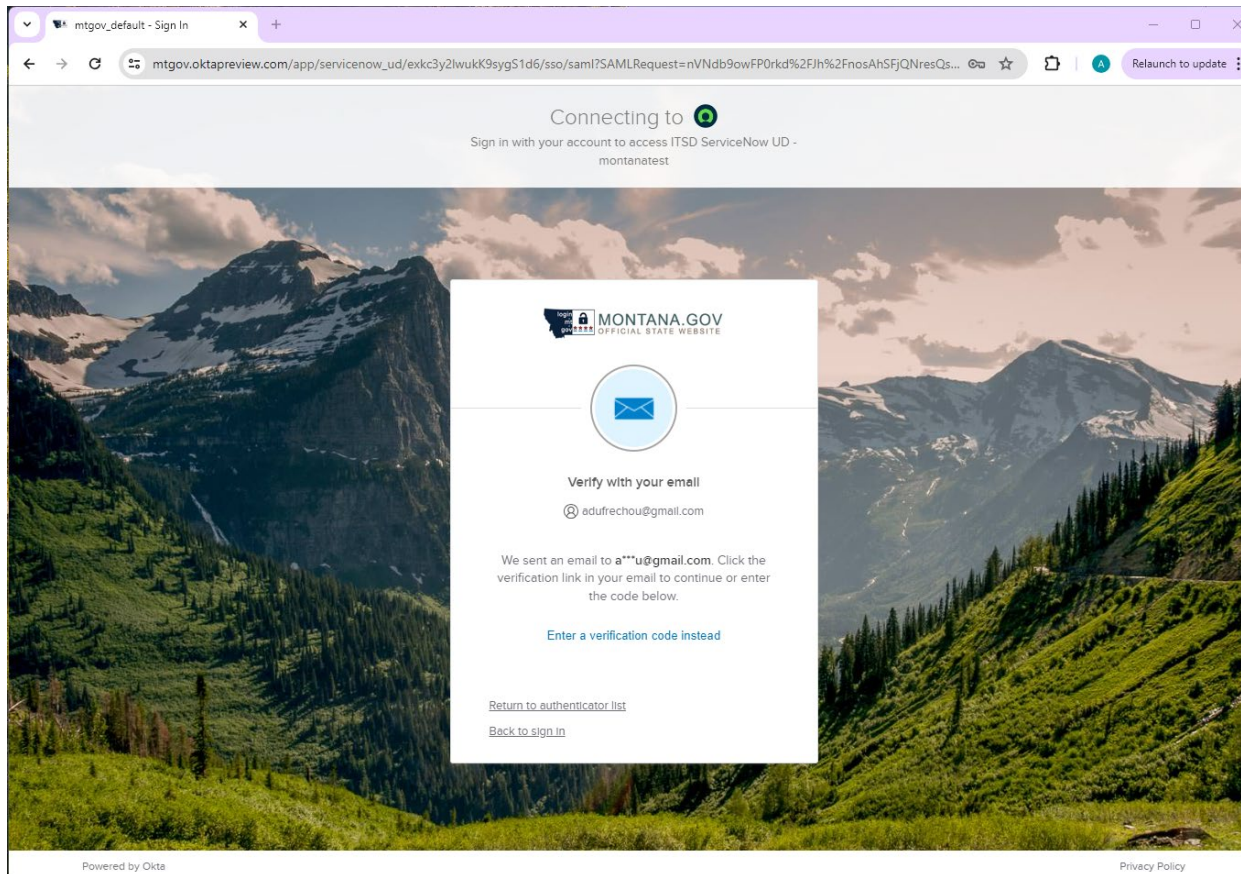 mtgov_default - Sign In
mtgov.oktapreview.com/app/servicenow_ud/exkc3y2lwukK9sygS1d6/sso/saml?SAMLRequest=nVNdb9owFP0rkd%2FJh%2FnosAhSFjQNresQs...
A
Relaunch to update
Connecting to
Sign in with your account to access ITSD ServiceNow UD -
montanatest
login
mt
gov
MONTANA.GOV
OFFICIAL STATE WEBSITE
Verify with your email
adufrechou@gmail.com
We sent an email to a***u@gmail.com. Click the
verification link in your email to continue or enter
the code below.
Enter a verification code instead
Return to authenticator list
Back to sign in
Powered by Okta
Privacy Policy